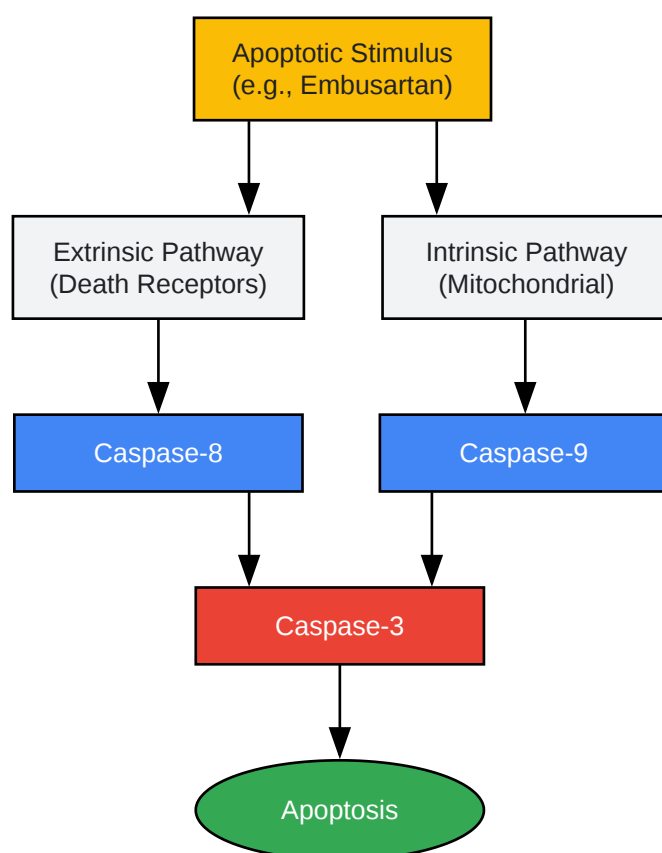 Apoptotic Stimulus
(e.g., Embusartan)
Extrinsic Pathway
(Death Receptors)
Intrinsic Pathway
(Mitochondrial)
Caspase-8
Caspase-9
Caspase-3
Apoptosis